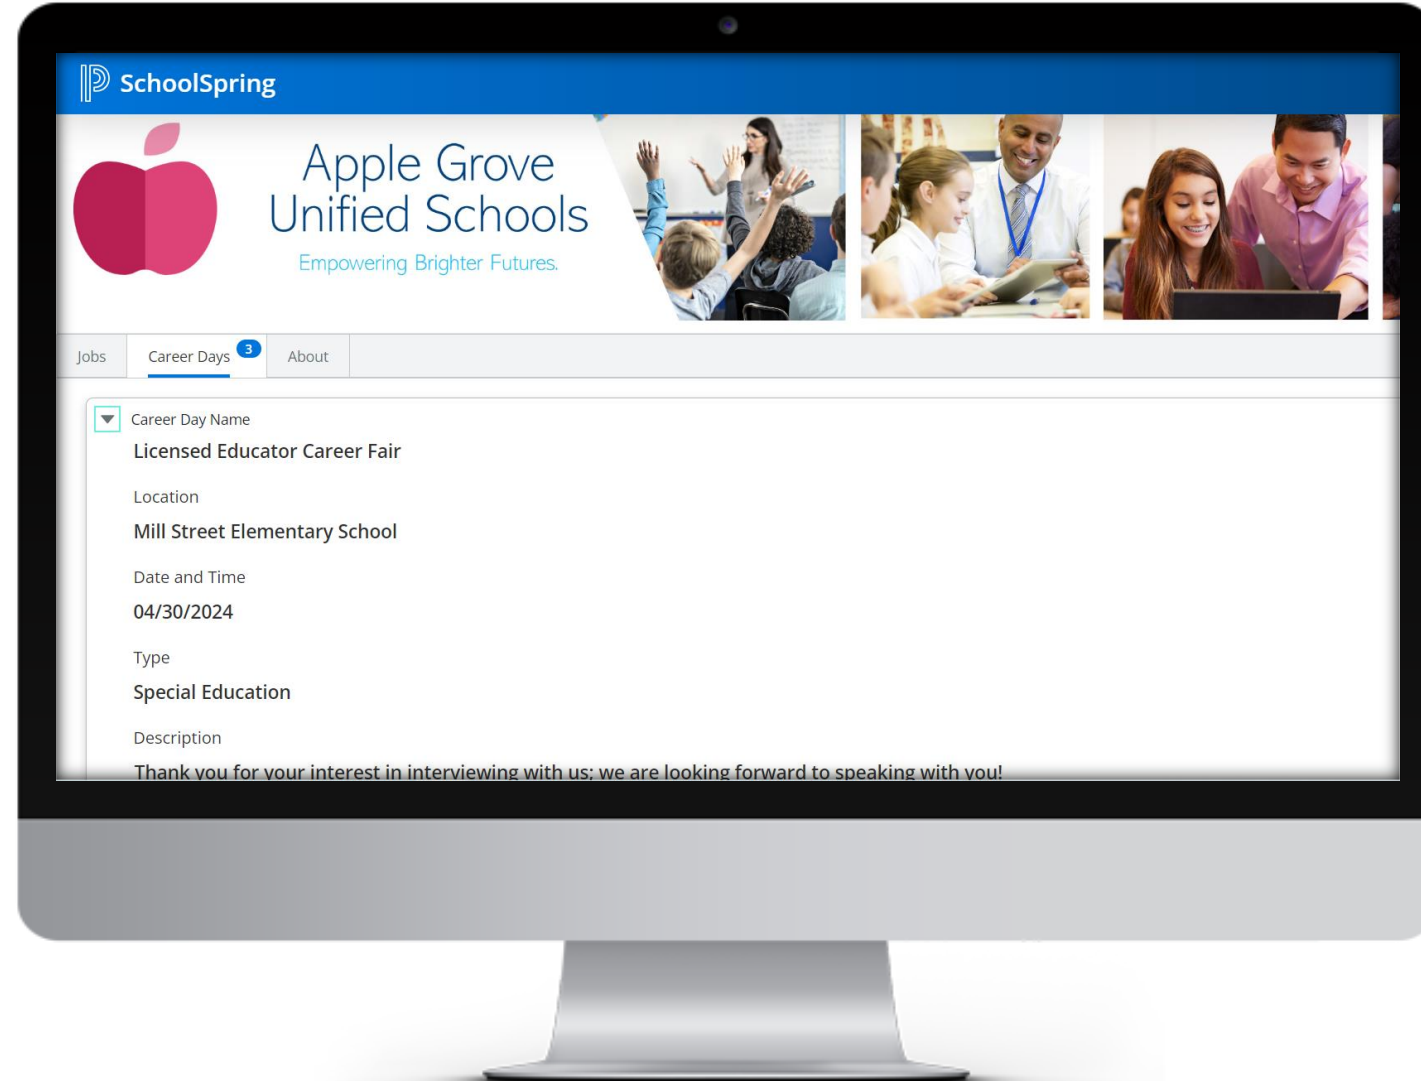 SchoolSpring
Apple Grove
Unified Schools
Empowering Brighter Futures.
Jobs
Career Days 3
About
Career Day Name
Licensed Educator Career Fair
Location
Mill Street Elementary School
Date and Time
04/30/2024
Type
Special Education
Description
Thank you for your interest in interviewing with us; we are looking forward to speaking with you!